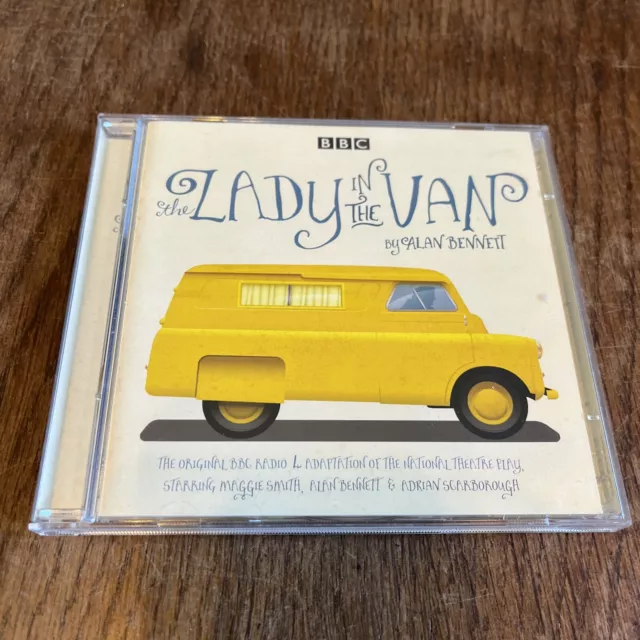 BBC
the LADY IN THE VAN
by ALAN BENNETT
THE ORIGINAL BBC RADIO 4 ADAPTATION OF THE NATIONAL THEATRE PLAY,
STARRING MAGGIE SMITH, ALAN BENNETT & ADRIAN SCARBOROUGH